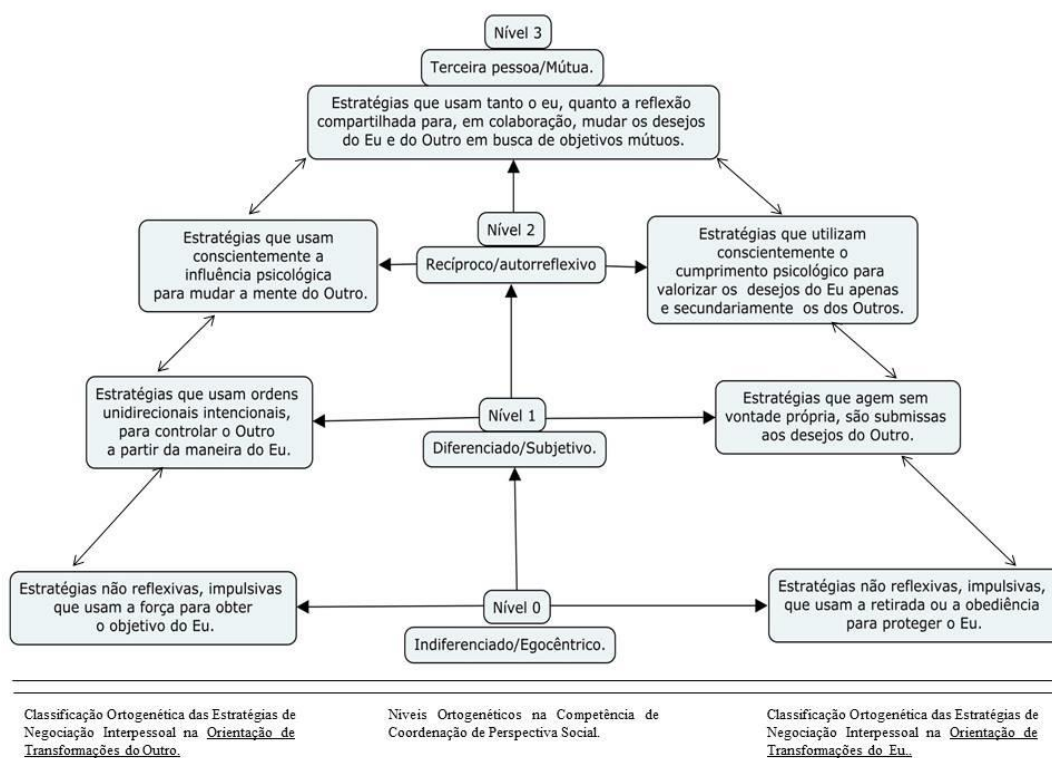 Nível 3
Terceira pessoa/Mútua.
Estratégias que usam tanto o eu, quanto a reflexão
compartilhada para, em colaboração, mudar os desejos
do Eu e do Outro em busca de objetivos mútuos.
Estratégias que usam
conscientemente a
influência psicológica
para mudar a mente do Outro.
Nível 2
Recíproco/autorreflexivo
Estratégias que utilizam
conscientemente o
cumprimento psicológico para
valorizar os desejos do Eu apenas
e secundariamente os dos Outros.
Estratégias que usam ordens
unidirecionais intencionais,
para controlar o Outro
a partir da maneira do Eu.
Nível 1
Diferenciado/Subjetivo.
Estratégias que agem sem
vontade própria, são submissas
aos desejos do Outro.
Estratégias não reflexivas, impulsivas
que usam a força para obter
o objetivo do Eu.
Nível 0
Indiferenciado/Egocêntrico.
Estratégias não reflexivas, impulsivas,
que usam a retirada ou a obediência
para proteger o Eu.
Classificação Ortogenética das Estratégias de
Negociação Interpessoal na Orientação de
Transformações do Outro.
Níveis Ortogenéticos na Competência de
Coordenação de Perspectiva Social.
Classificação Ortogenética das Estratégias de
Negociação Interpessoal na Orientação de
Transformações do Eu..